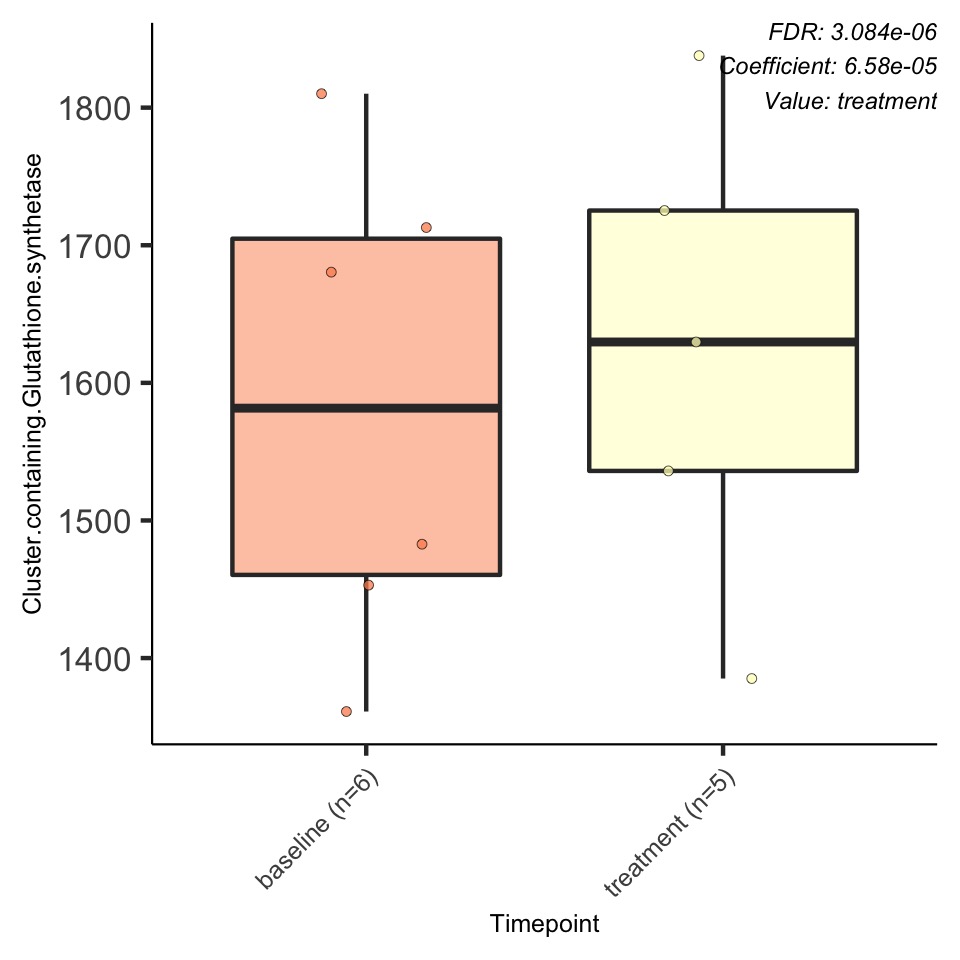 FDR: 3.084e-06
Coefficient: 6.58e-05
Value: treatment
Cluster.containing.Glutathione.synthetase
1800
1700
1600
1500
1400
baseline (n=6)
treatment (n=5)
Timepoint